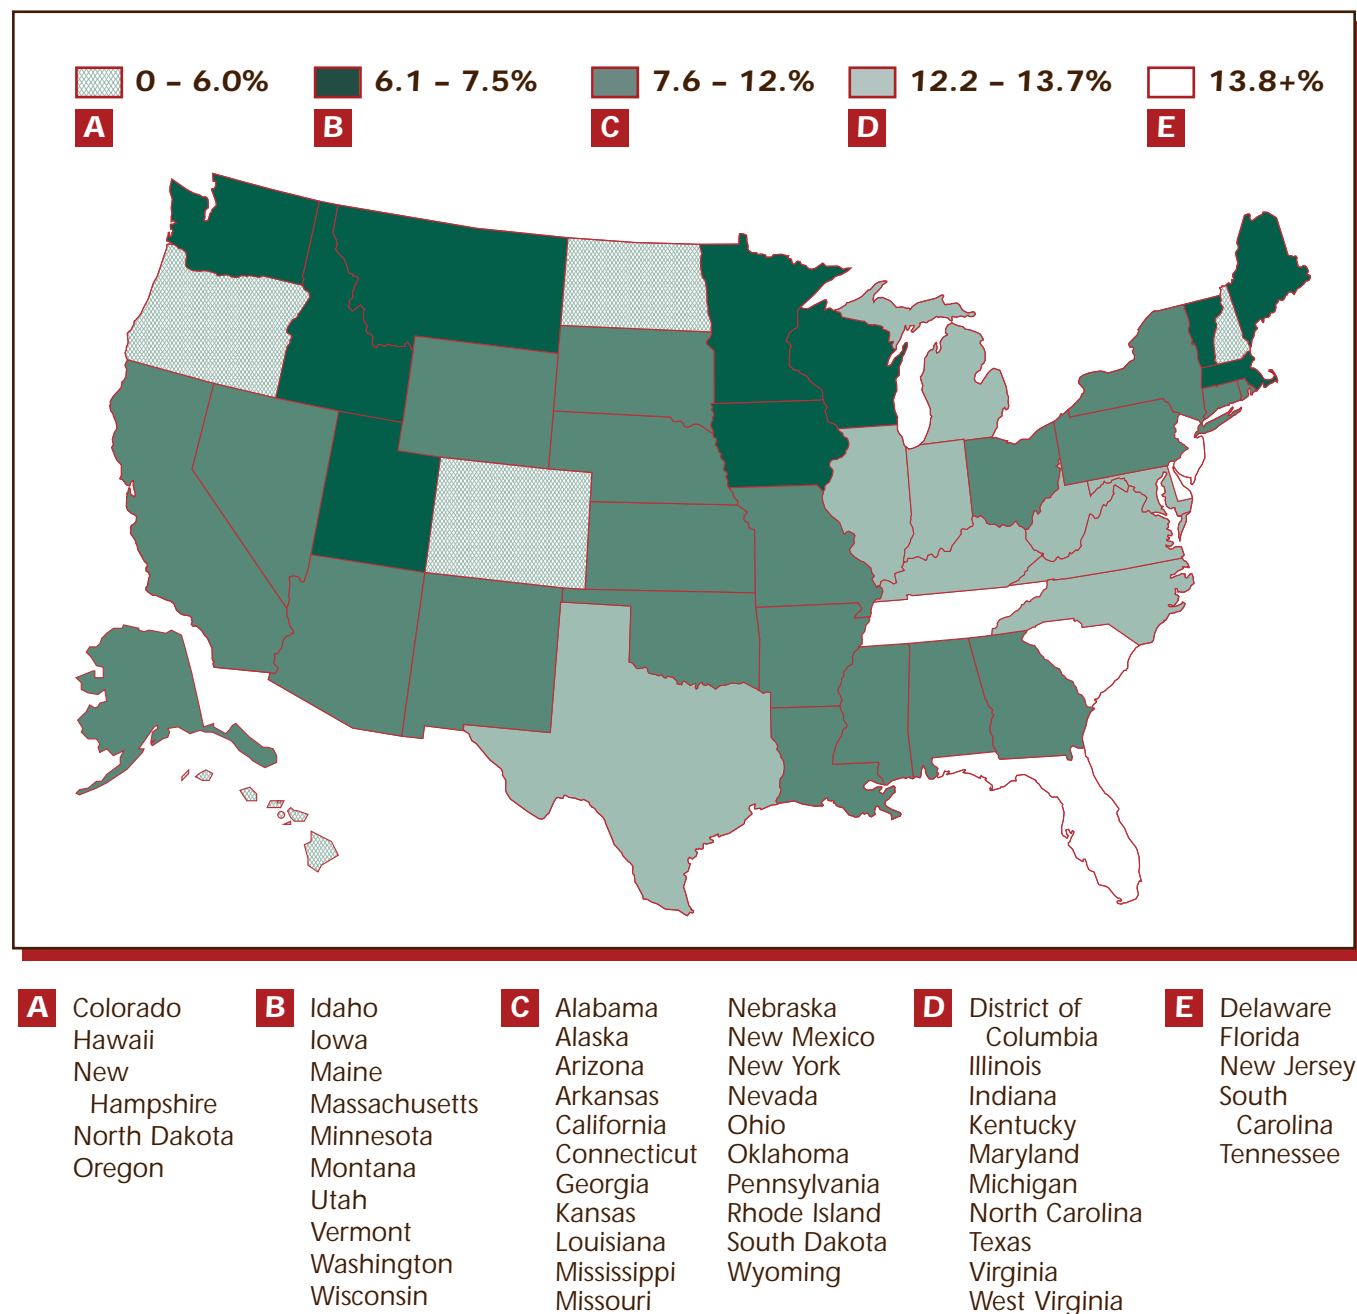 0 – 6.0%
6.1 – 7.5%
7.6 – 12.%
12.2 – 13.7%
13.8+%
A
B
C
D
E
A
Colorado
Hawaii
New
Hampshire
North Dakota
Oregon
B
Idaho
Iowa
Maine
Massachusetts
Minnesota
Montana
Utah
Vermont
Washington
Wisconsin
C
Alabama
Alaska
Arizona
Arkansas
California
Connecticut
Georgia
Kansas
Louisiana
Mississippi
Missouri
Nebraska
New Mexico
New York
Nevada
Ohio
Oklahoma
Pennsylvania
Rhode Island
South Dakota
Wyoming
D
District of
Columbia
Illinois
Indiana
Kentucky
Maryland
Michigan
North Carolina
Texas
Virginia
West Virginia
E
Delaware
Florida
New Jersey
South
Carolina
Tennessee